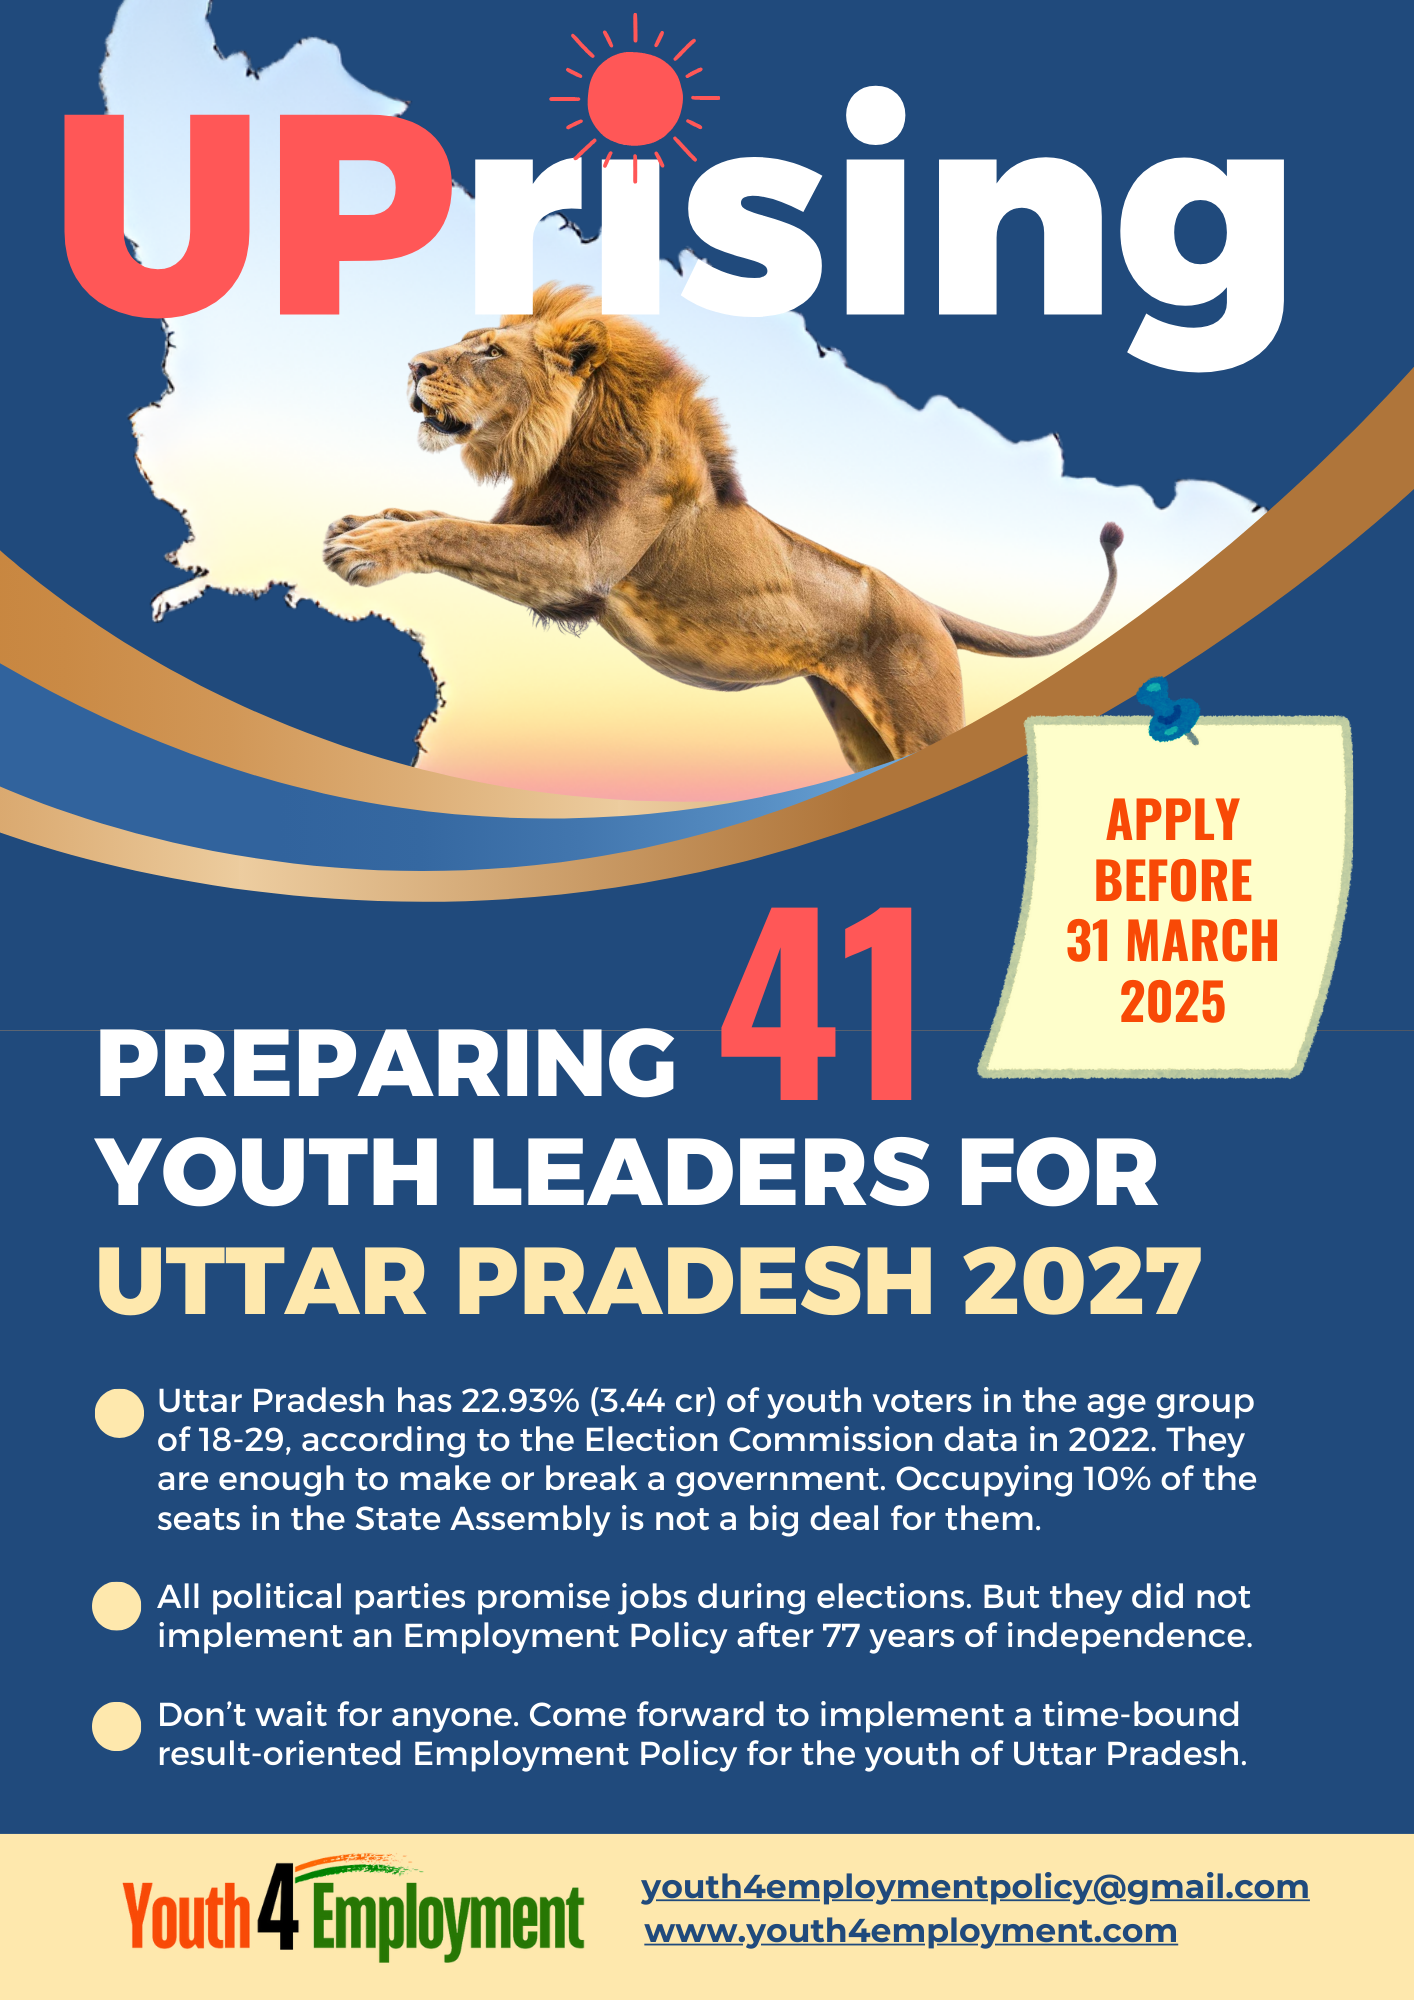 UPrising
APPLY
BEFORE
31 MARCH
2025
PREPARING 41
YOUTH LEADERS FOR
UTTAR PRADESH 2027
Uttar Pradesh has 22.93% (3.44 cr) of youth voters in the age group
of 18-29, according to the Election Commission data in 2022. They
are enough to make or break a government. Occupying 10% of the
seats in the State Assembly is not a big deal for them.
All political parties promise jobs during elections. But they did not
implement an Employment Policy after 77 years of independence.
Don’t wait for anyone. Come forward to implement a time-bound
result-oriented Employment Policy for the youth of Uttar Pradesh.
Youth4Employment
youth4employmentpolicy@gmail.com
www.youth4employment.com